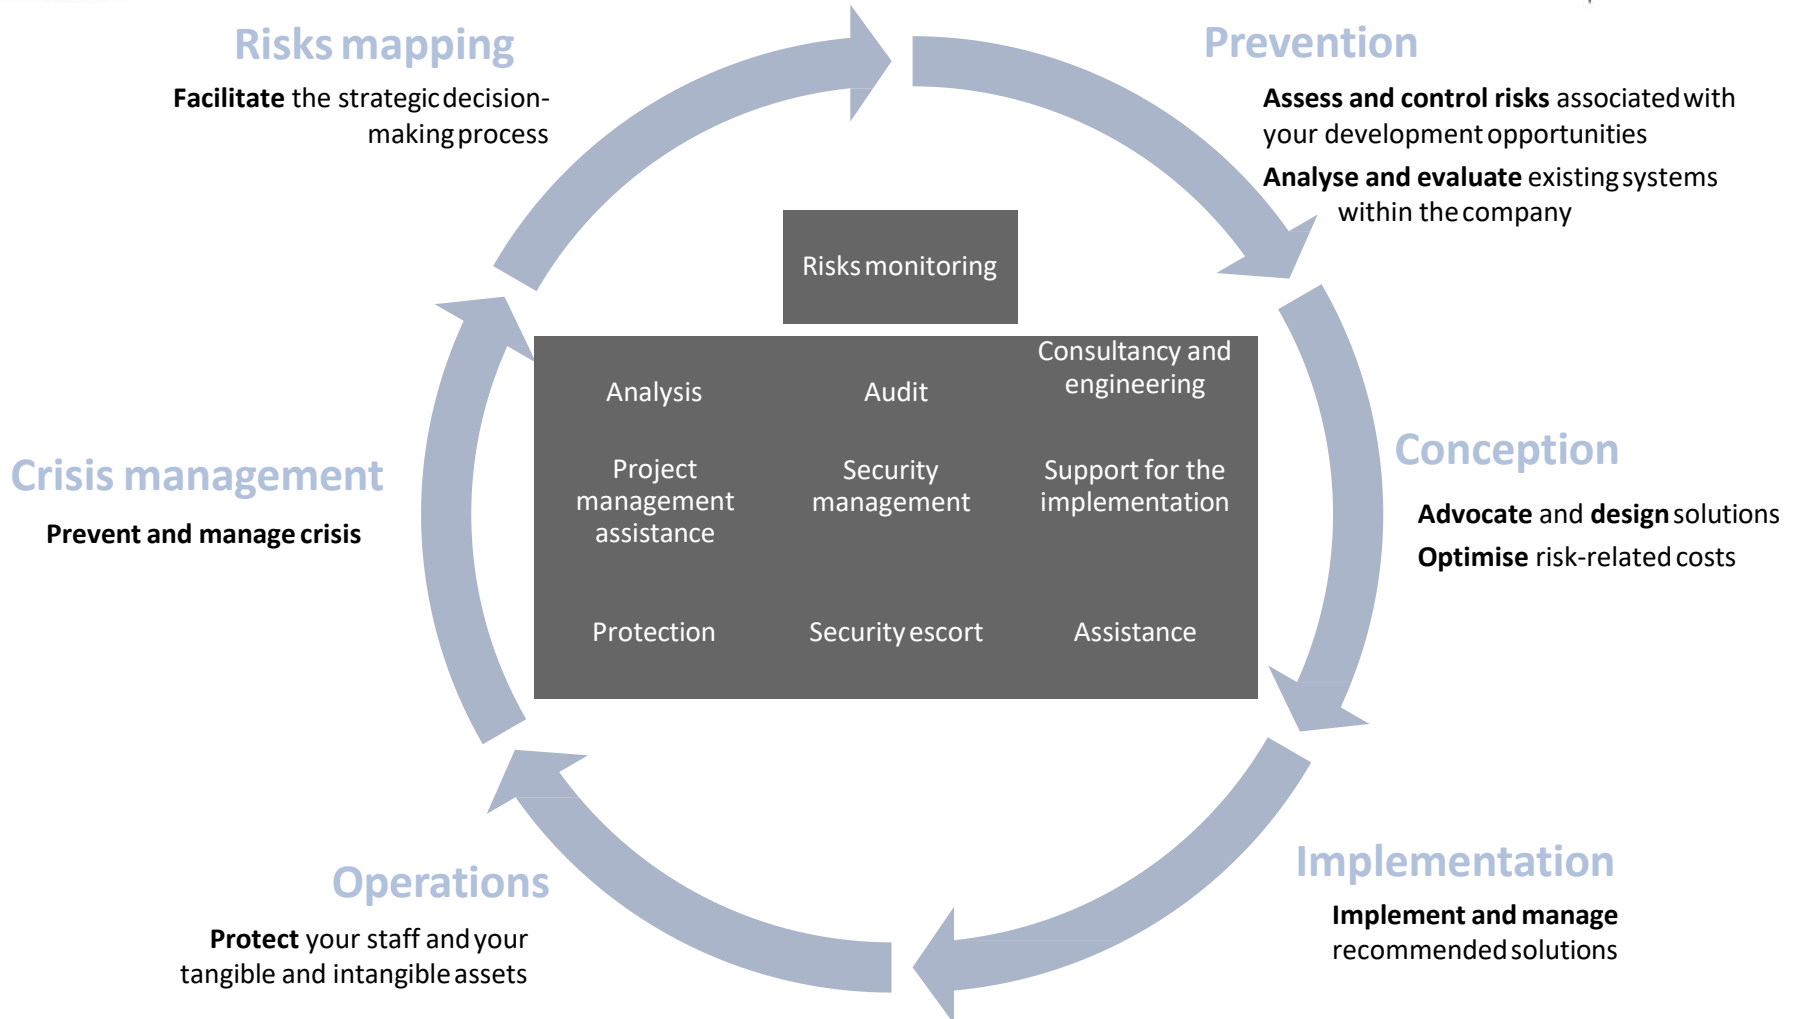 Risks mapping
Facilitate the strategic decision-
making process
Prevention
Assess and control risks associated with
your development opportunities
Analyse and evaluate existing systems
within the company
Risks monitoring
Analysis
Audit
Consultancy and
engineering
Project
management
assistance
Security
management
Support for the
implementation
Protection
Security escort
Assistance
Conception
Advocate and design solutions
Optimise risk-related costs
Implementation
Implement and manage
recommended solutions
Operations
Protect your staff and your
tangible and intangible assets
Crisis management
Prevent and manage crisis